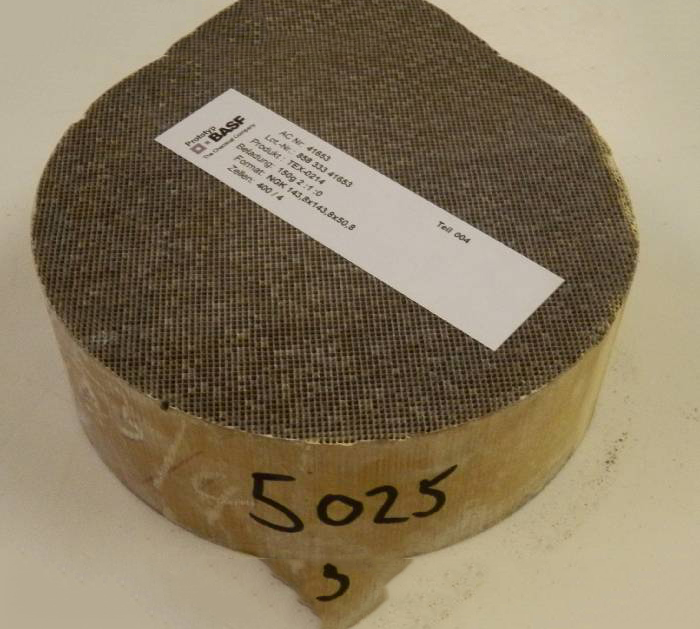 Prototyp
BASF
The Chemical Company
AC Nr. 41653
Lot.-Nr.: 858 333 41653
Produkt : TEX-0214
Beladung: 150g 2 :1 :0
Format: NGK 143,8x143,8x50,8
Zellen: 400 / 4
Teil 004
5025